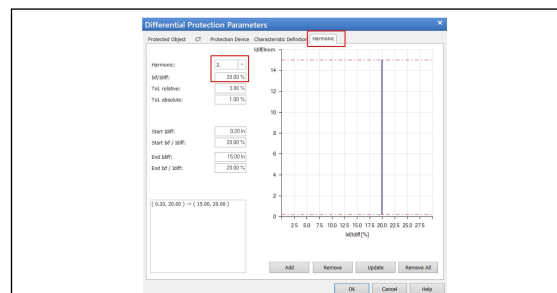 Differential Protection Parameters ×
Protected Object CT Protection Device Characteristic Definition Harmonic
Idiff/Inom
Harmonic: 2.
Ixf/Idiff: 20.00 %
Tol. relative: 3.00 %
Tol. absolute: 1.00 %
Start Idiff: 0.20 In
Start Ixf / Idiff: 20.00 %
End Idiff: 15.00 In
End Ixf / Idiff: 20.00 %
( 0.20, 20.00 ) -> ( 15.00, 20.00 )
14
12
10
8
6
4
2
0
2.5 5.0 7.5 10.0 12.5 15.0 17.5 20.0 22.5 25.0 27.5
Ixf/Idiff [%]
Add Remove Update Remove All
OK Cancel Help